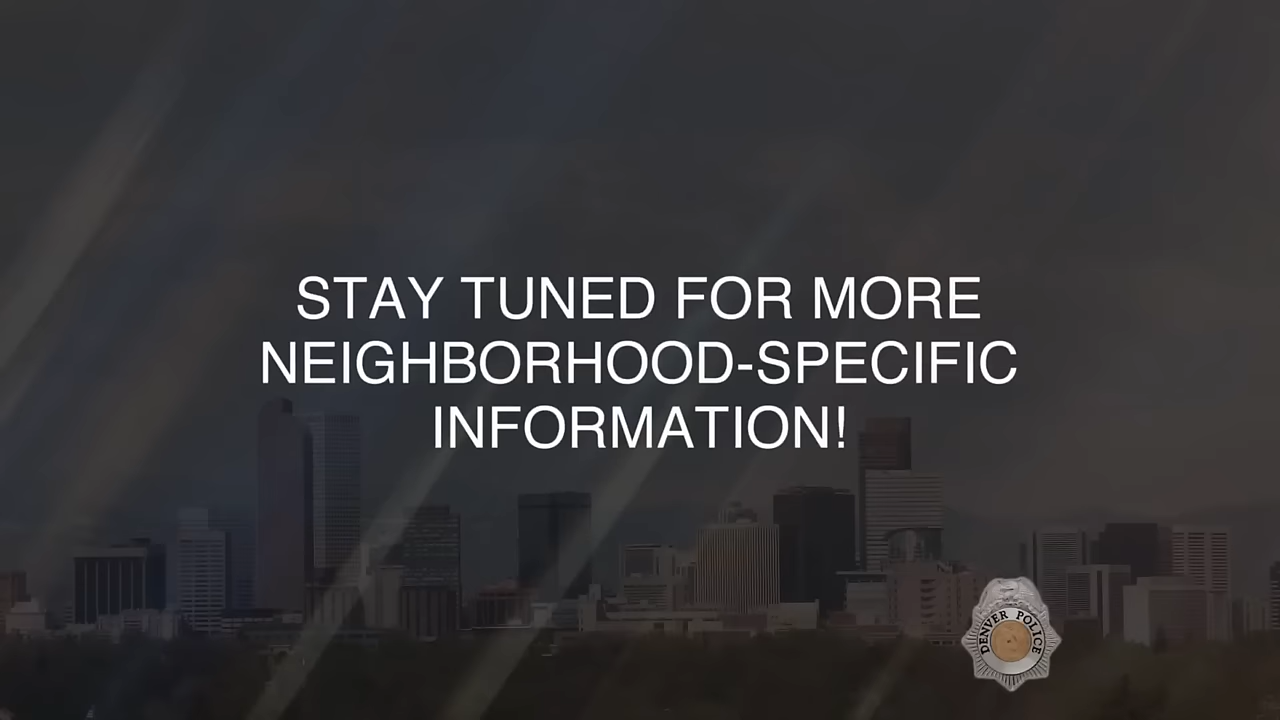 STAY TUNED FOR MORE
NEIGHBORHOOD-SPECIFIC
INFORMATION!
DENVER POLICE